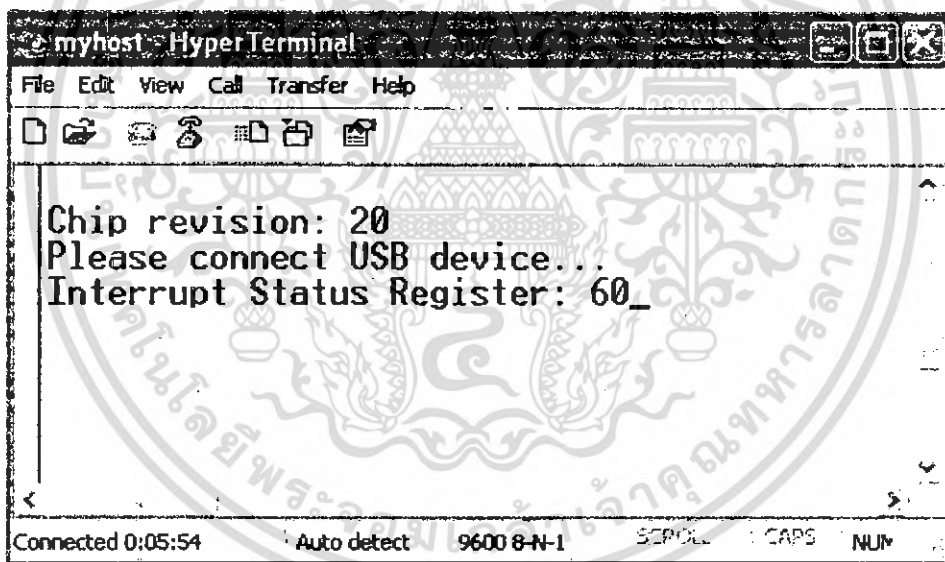 myhost - HyperTerminal
File Edit View Call Transfer Help
Chip revision: 20
Please connect USB device...
Interrupt Status Register: 60_
Connected 0:05:54 Auto detect 9600 8-N-1 SCROLL CAPS NUM